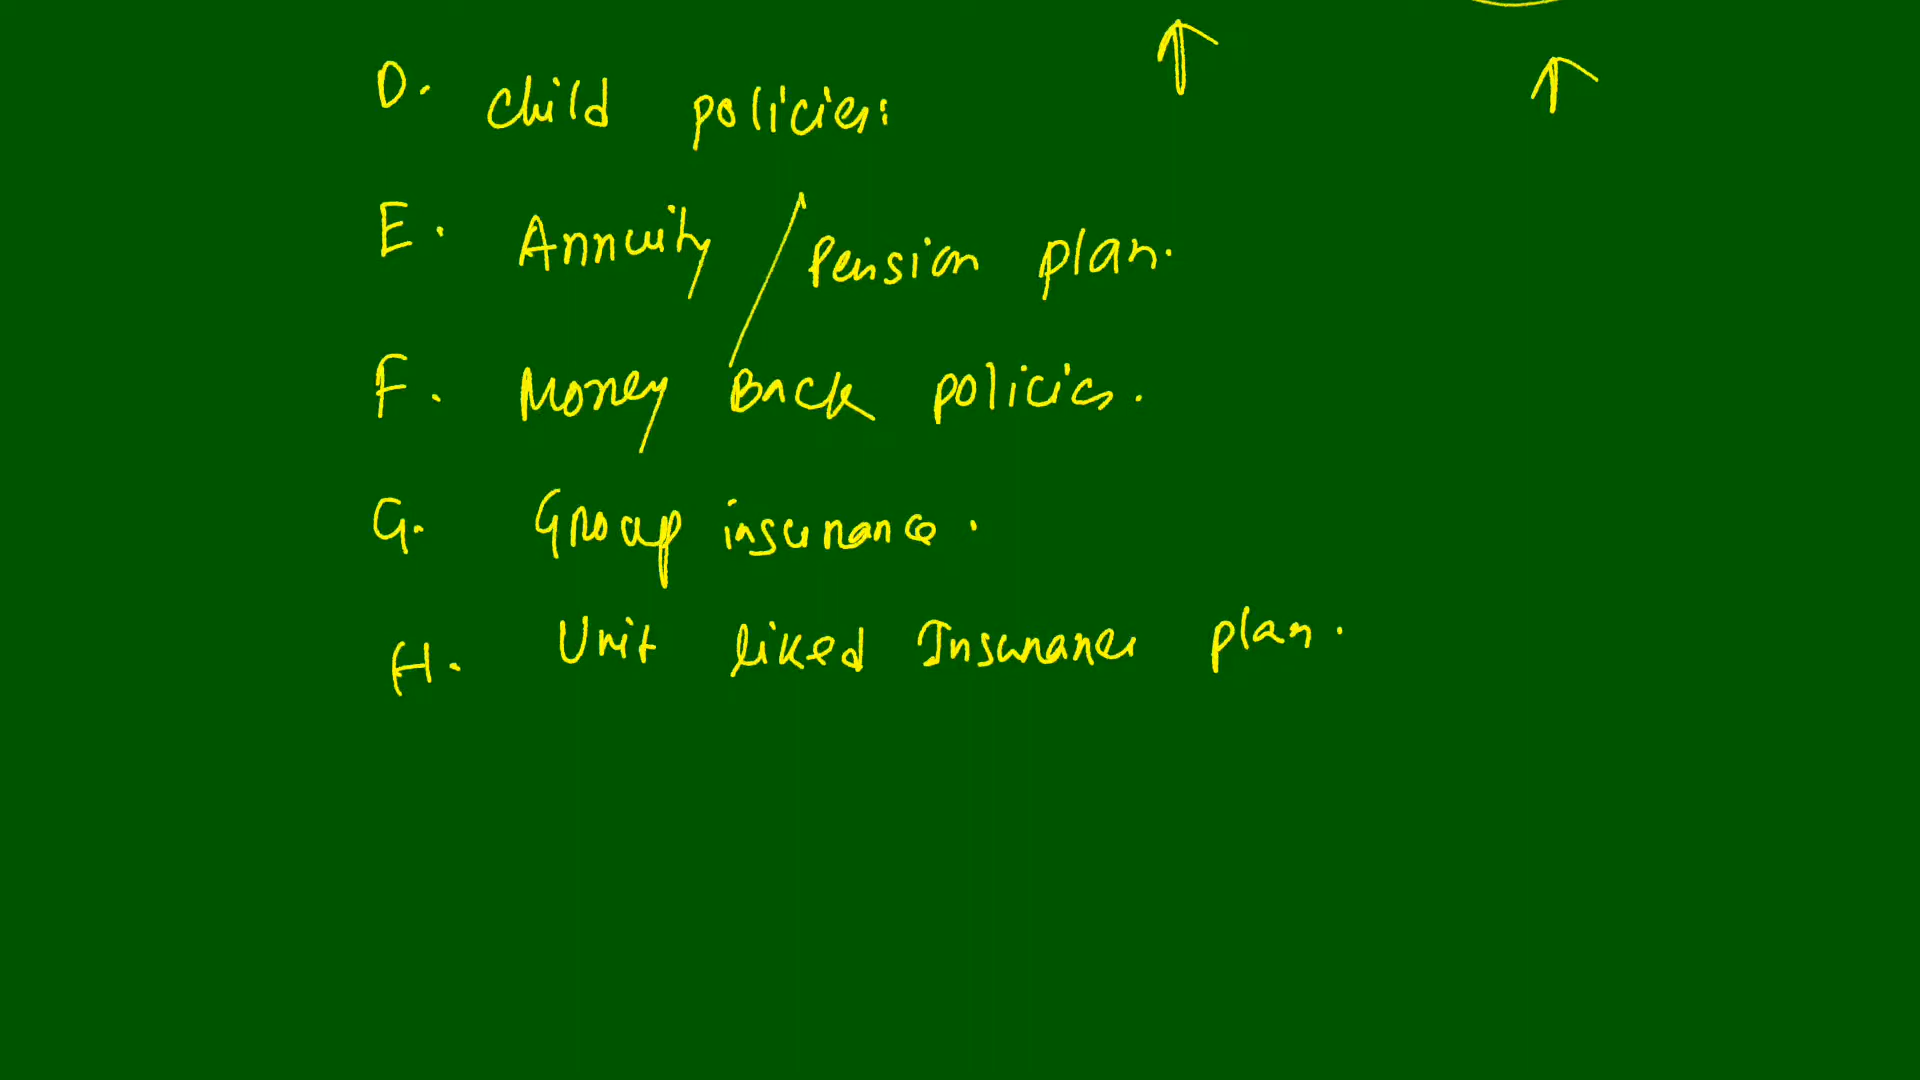 D. Child policies:
E. Annuity / Pension plan.
F. Money Back policies.
G. Group insurance.
H. Unit liked Insurance plan.